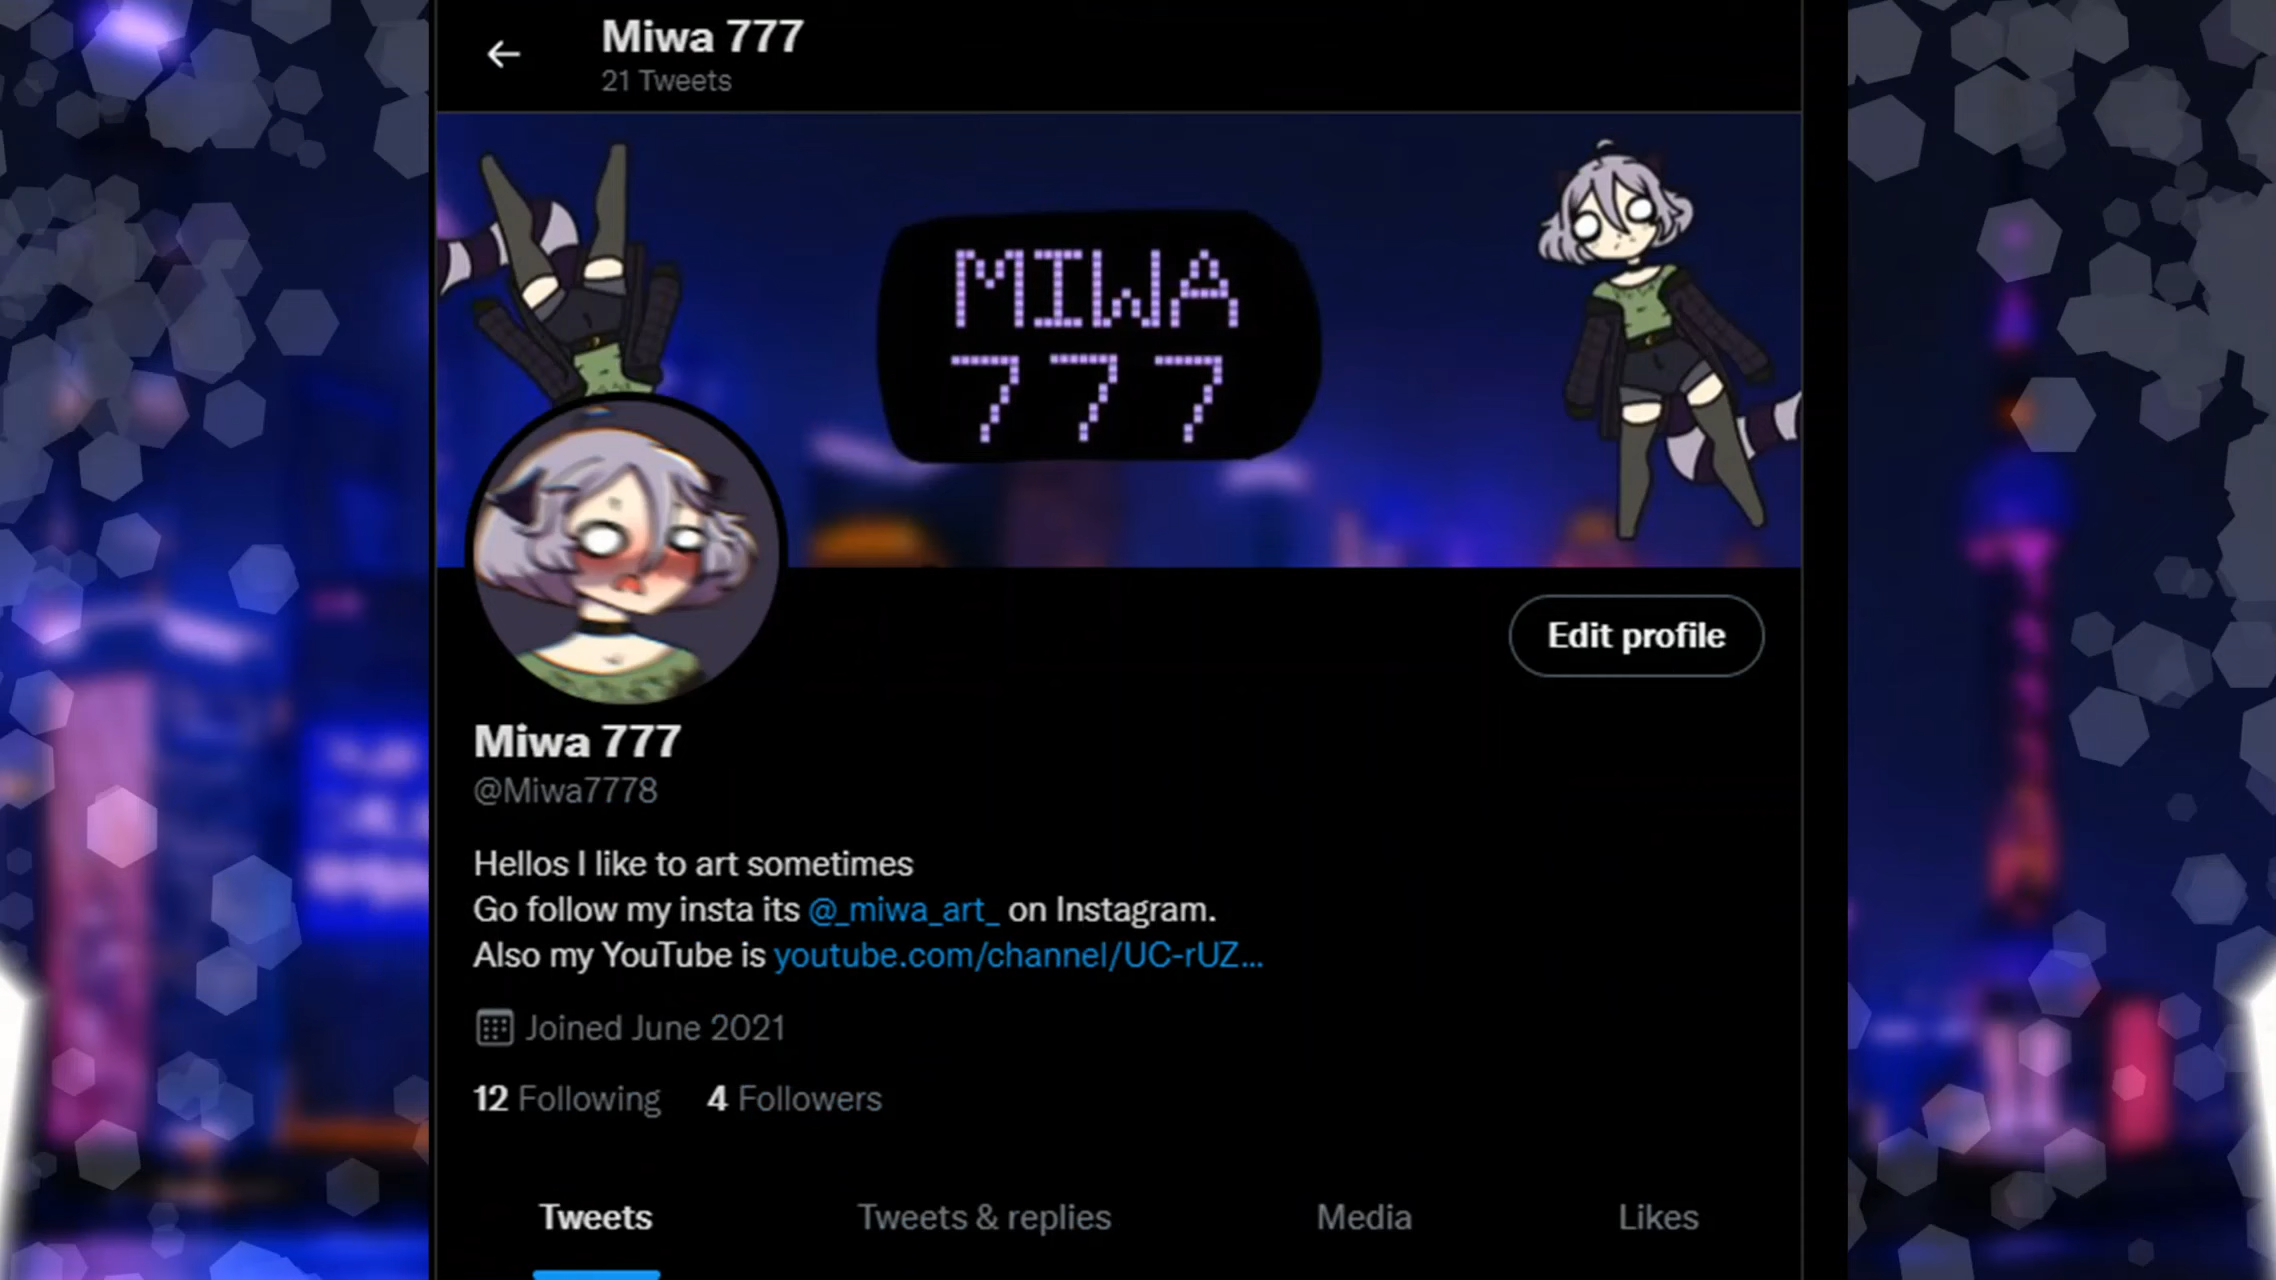 Miwa 777
21 Tweets
MIWA
777
Edit profile
Miwa 777
@Miwa7778
Hellos I like to art sometimes
Go follow my insta its @_miwa_art_ on Instagram.
Also my YouTube is youtube.com/channel/UC-rUZ...
Joined June 2021
12 Following 4 Followers
Tweets Tweets & replies Media Likes